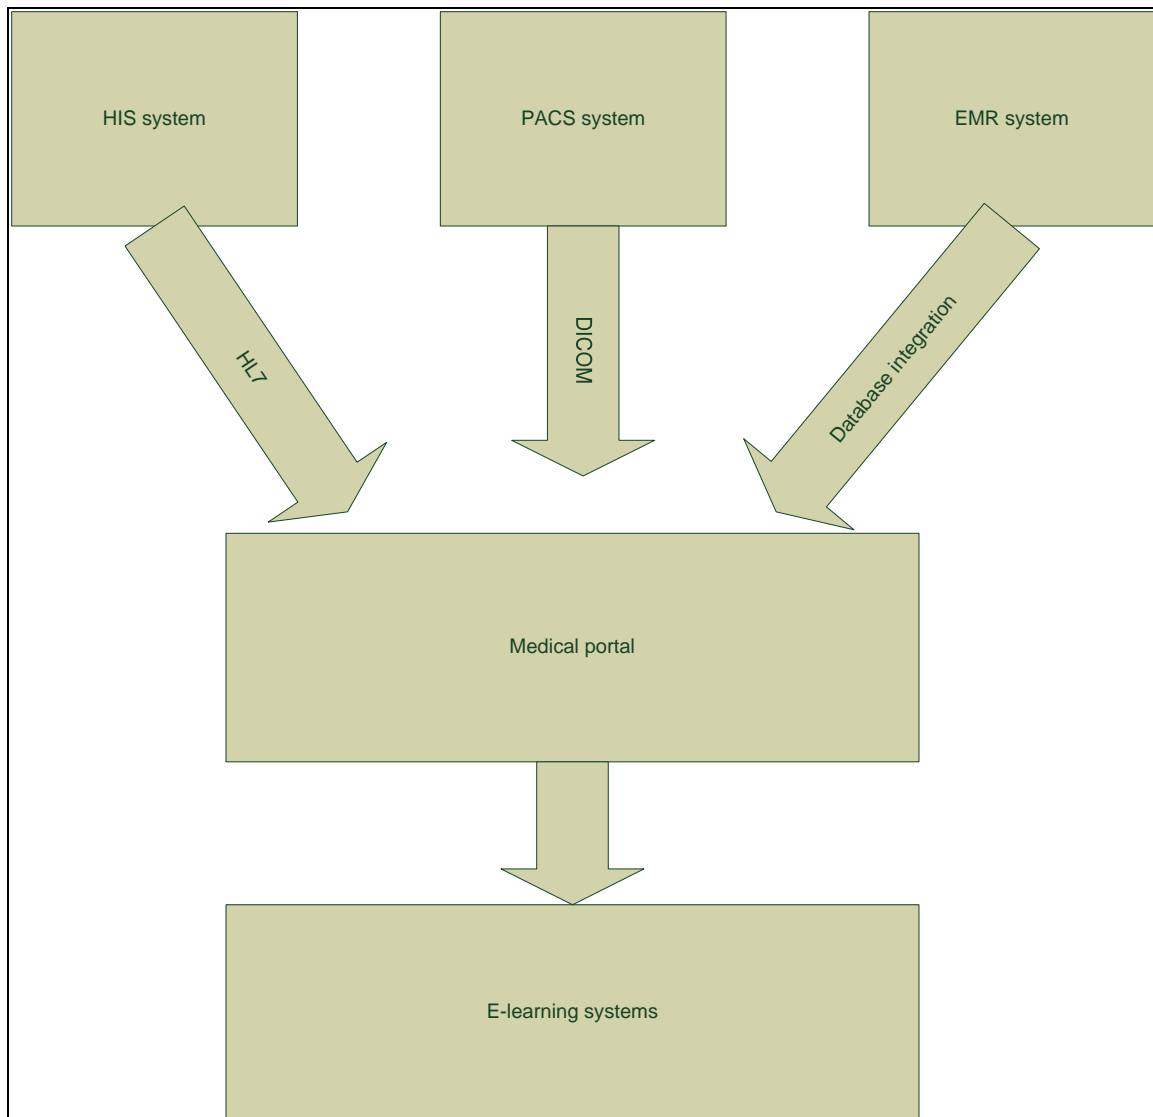 HIS system
PACS system
EMR system
HL7
DICOM
Database integration
Medical portal
E-learning systems